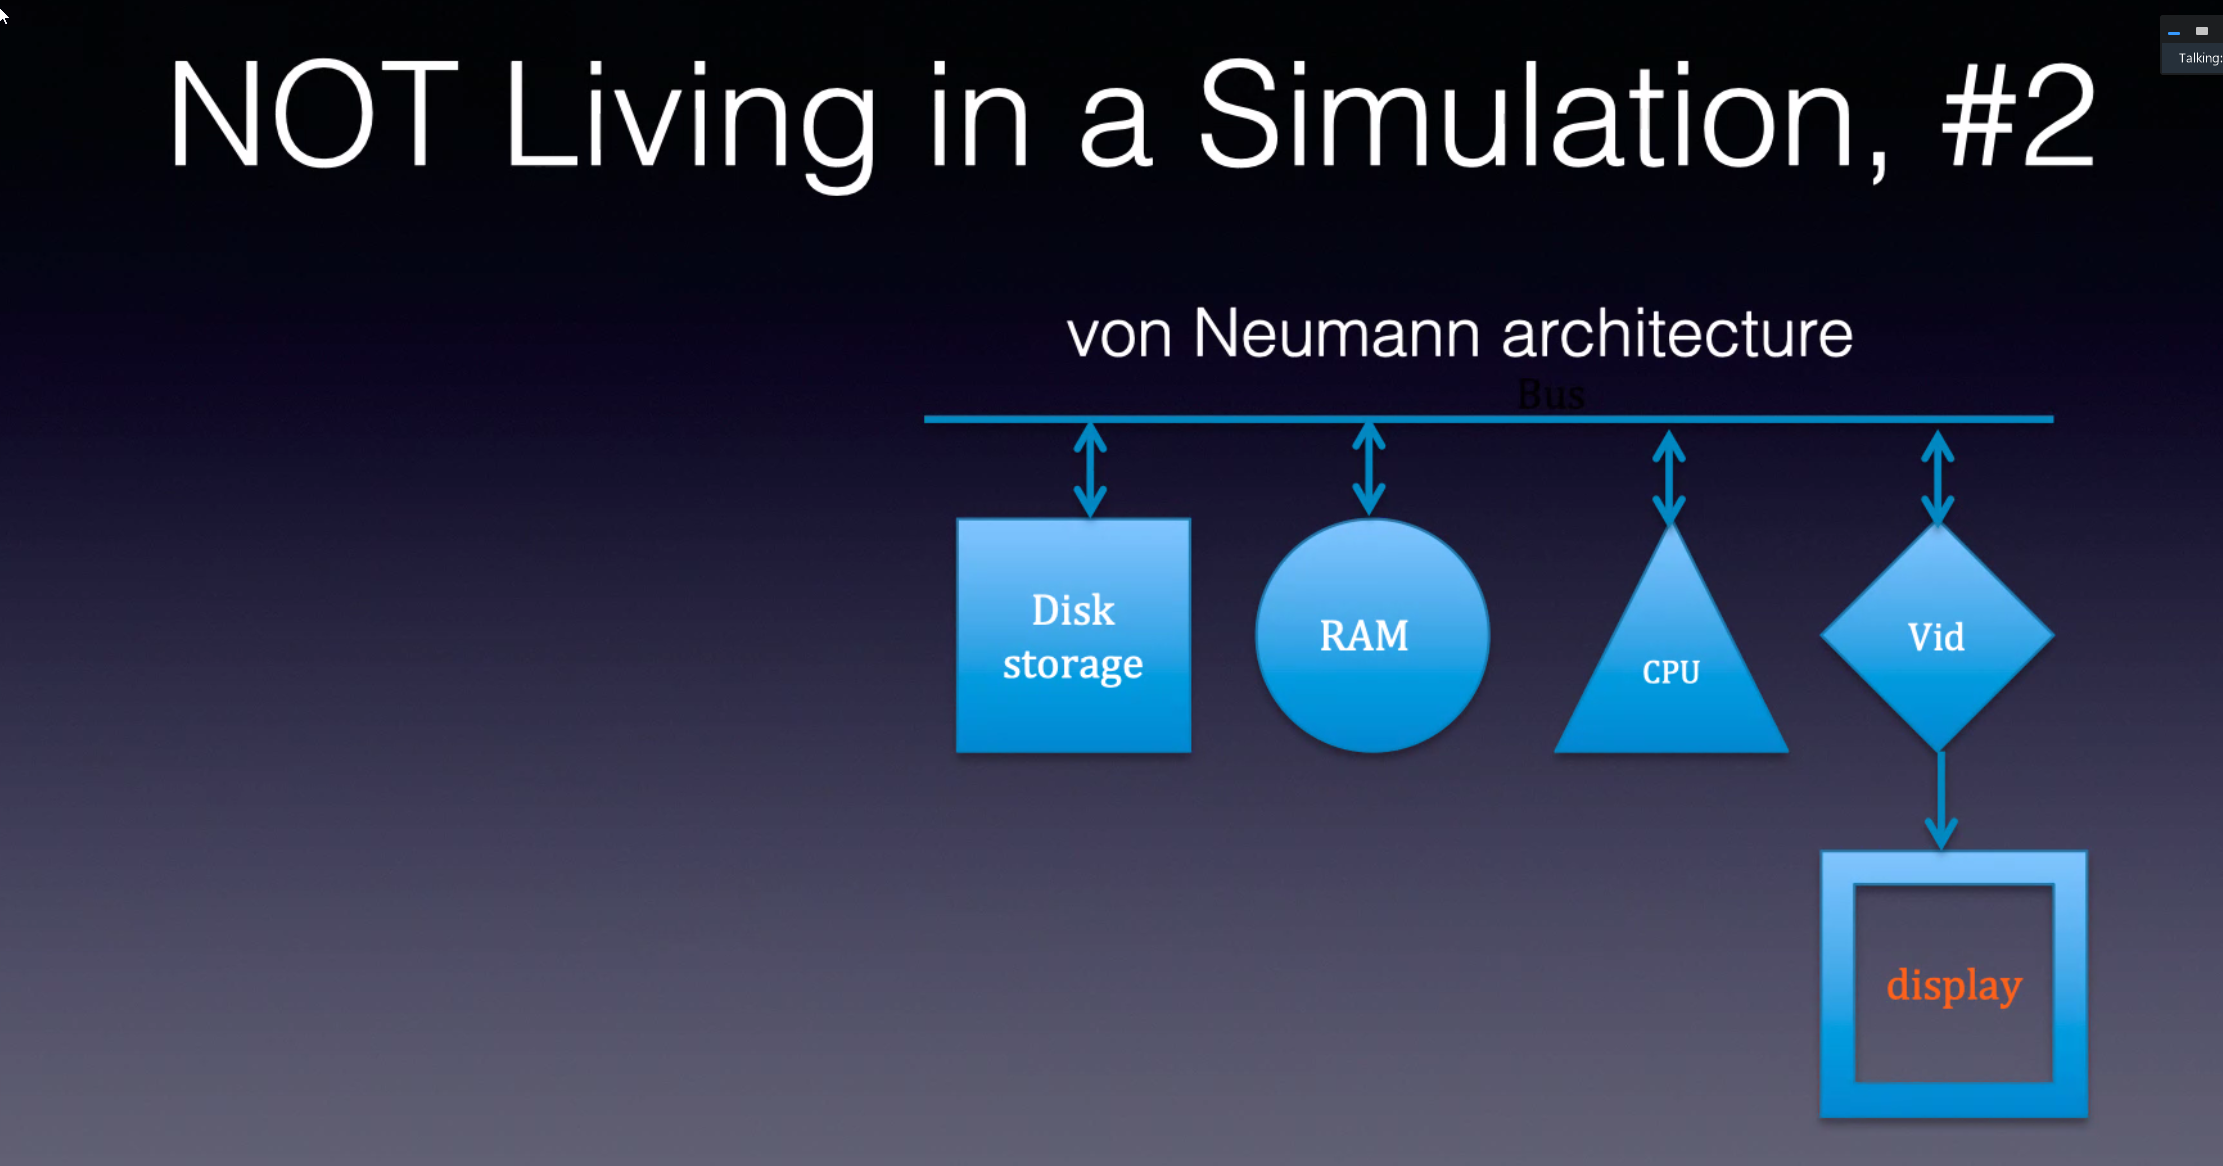 NOT Living in a Simulation, #2
Talking:
von Neumann architecture
Bus
Disk
storage
RAM
CPU
Vid
display